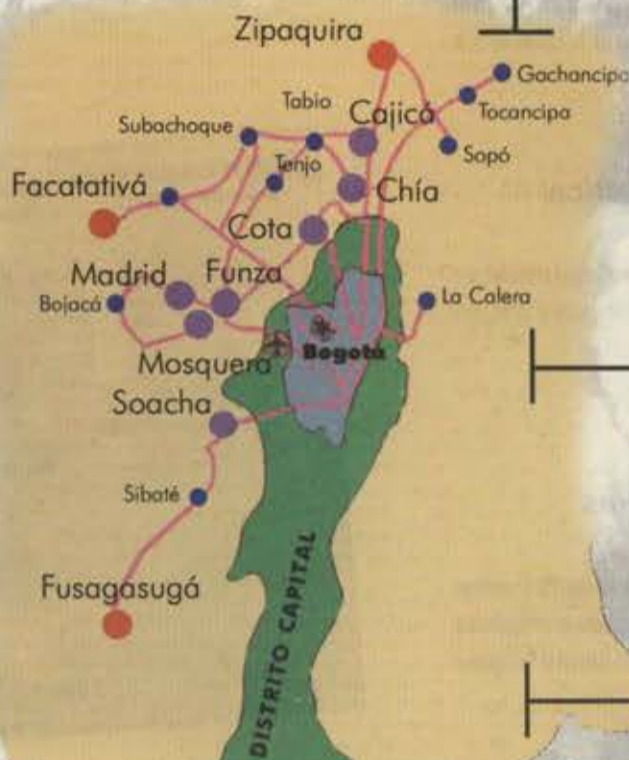 Zipaquira
Gachancipa
Tabio
Tocancipa
Cajicá
Subachoque
Sopó
Tenjo
Facatativá
Chía
Cota
Madrid
Funza
Bojacá
La Calera
Mosquera
Bogotá
Soacha
Sibaté
Fusagasugá
DISTRITO CAPITAL